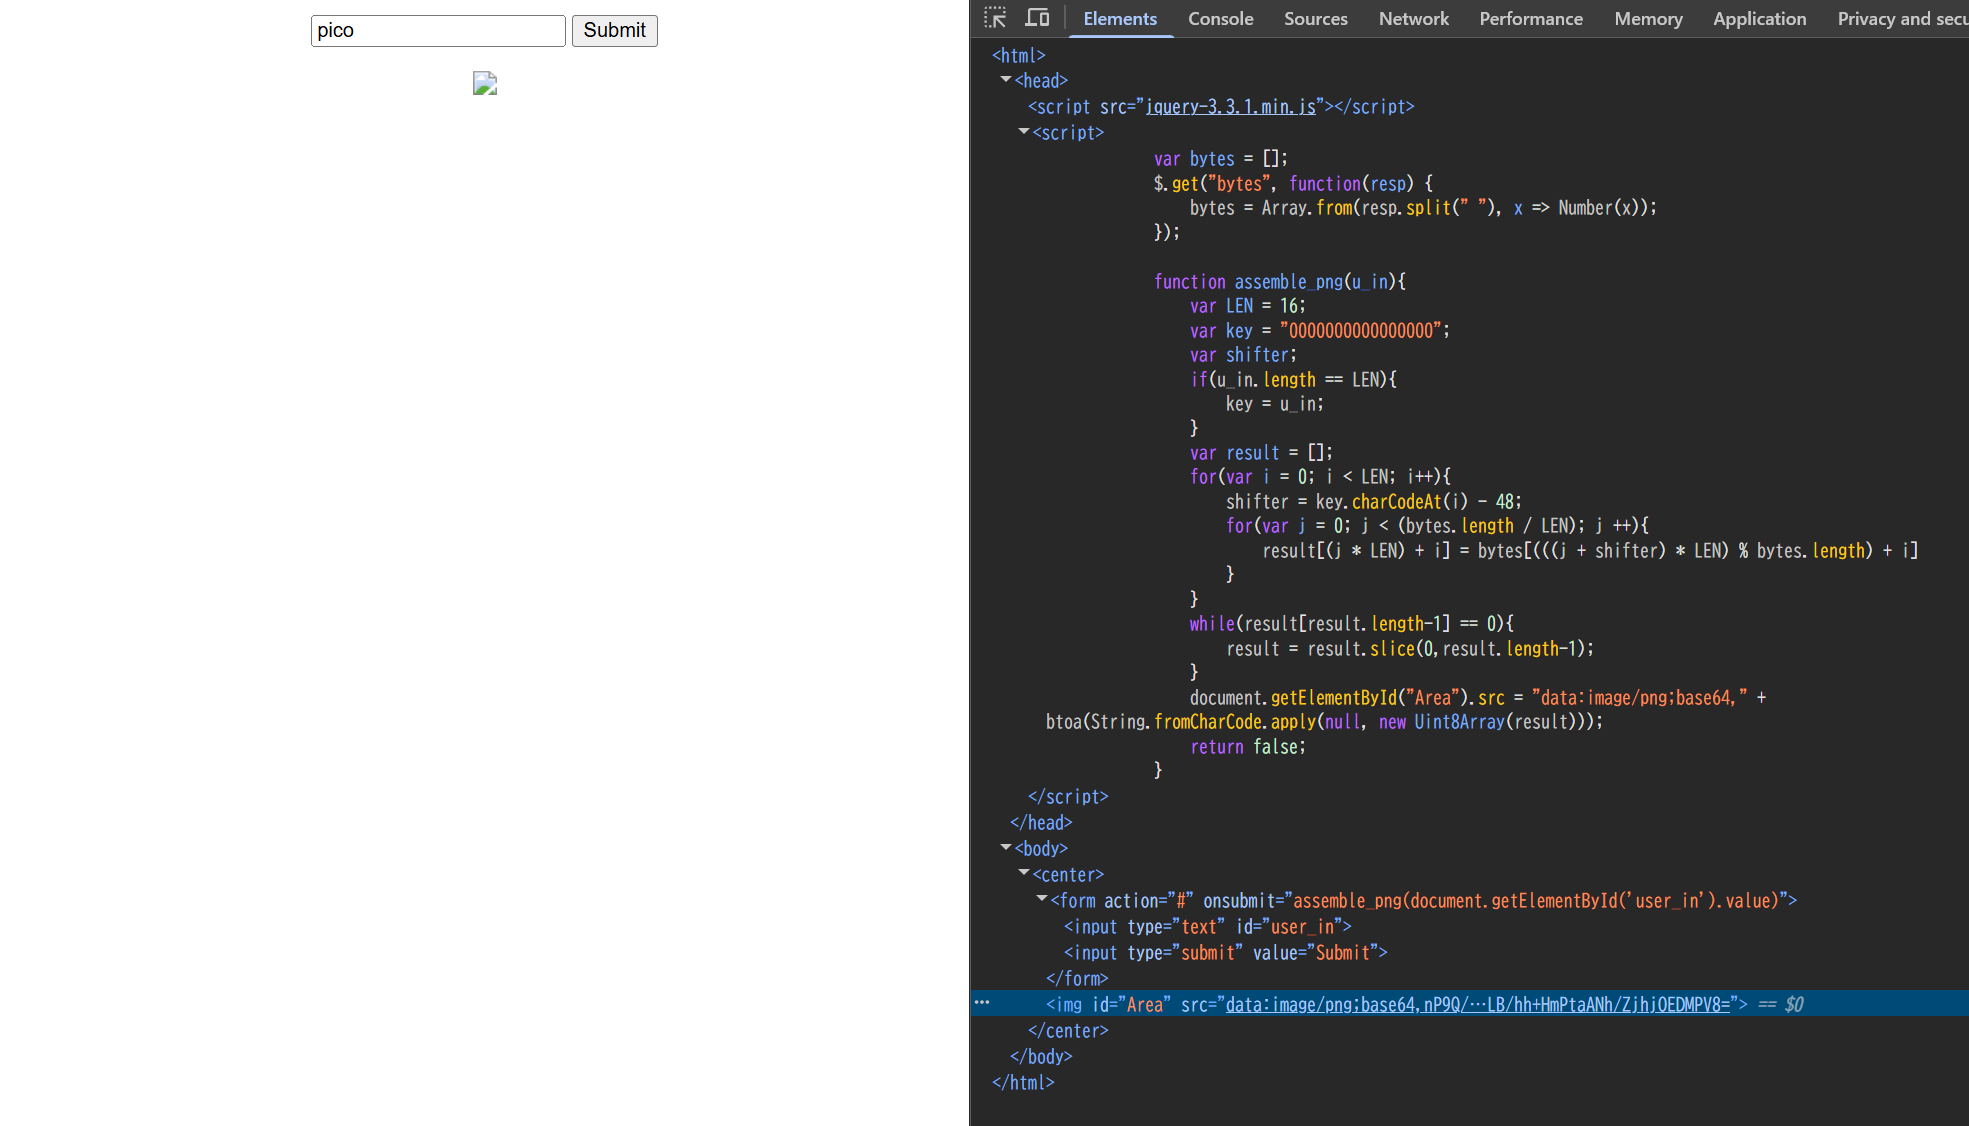 pico Submit
Elements Console Sources Network Performance Memory Application Privacy and secu
<html>
<head>
<script src="jquery-3.3.1.min.js"></script>
<script>
var bytes = [];
$.get("bytes", function(resp) {
bytes = Array.from(resp.split(" "), x => Number(x));
});
function assemble_png(u_in){
var LEN = 16;
var key = "0000000000000000";
var shifter;
if(u_in.length == LEN){
key = u_in;
}
var result = [];
for(var i = 0; i < LEN; i++){
shifter = key.charCodeAt(i) - 48;
for(var j = 0; j < (bytes.length / LEN); j ++){
result[(j * LEN) + i] = bytes[(((j + shifter) * LEN) % bytes.length) + i]
}
}
while(result[result.length-1] == 0){
result = result.slice(0,result.length-1);
}
document.getElementById("Area").src = "data:image/png;base64," +
btoa(String.fromCharCode.apply(null, new Uint8Array(result)));
return false;
}
</script>
</head>
<body>
<center>
<form action="#" onsubmit="assemble_png(document.getElementById('user_in').value)">
<input type="text" id="user_in">
<input type="submit" value="Submit">
</form>
<img id="Area" src="data:image/png;base64,nP9Q/…LB/hh+HmPtaANh/ZjhjOEDMPV8="> == $0
</center>
</body>
</html>